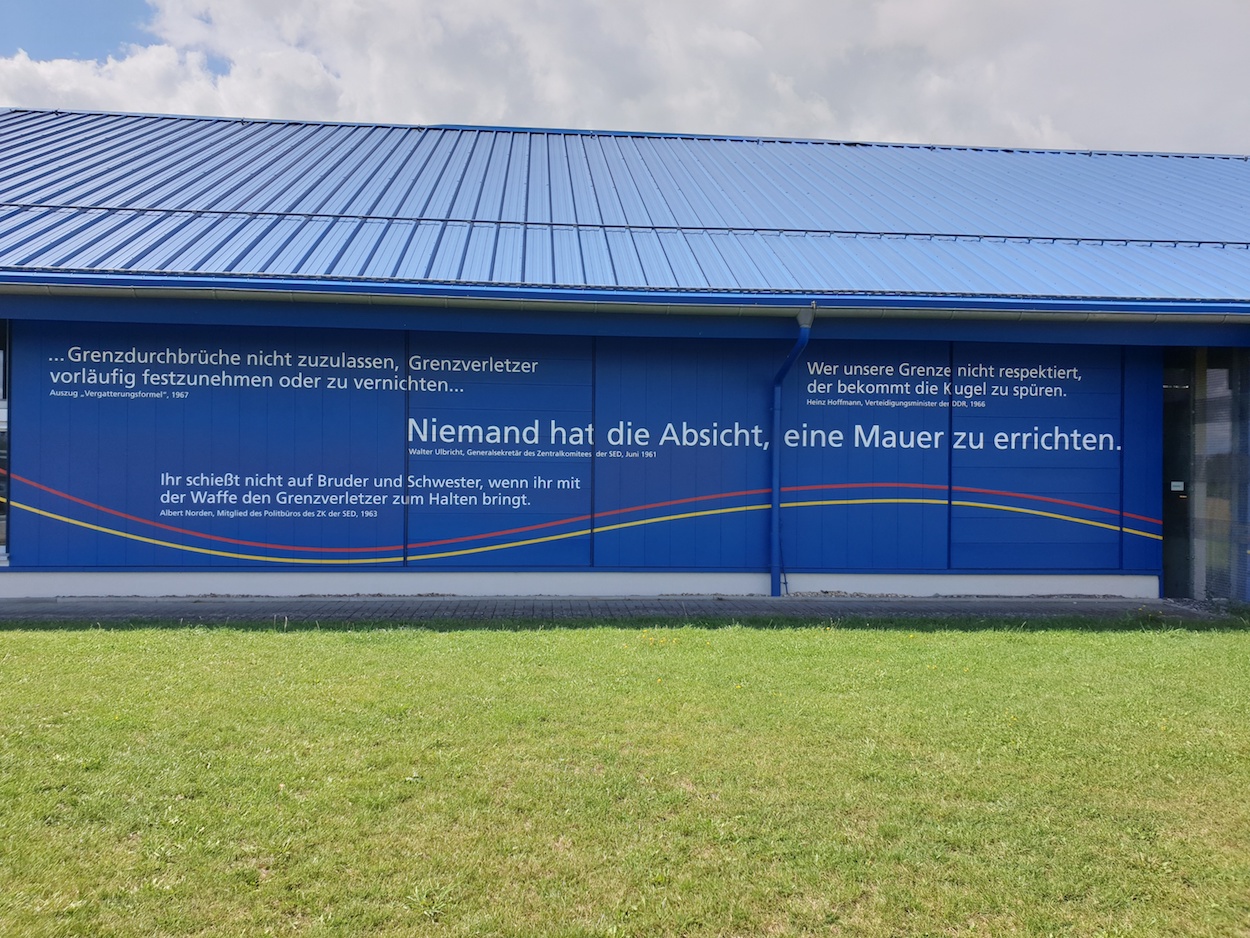 ... Grenzdurchbrüche nicht zuzulassen, Grenzverletzer
vorläufig festzunehmen oder zu vernichten...
Auszug „Vergatterungsformel“, 1967
Wer unsere Grenze nicht respektiert,
der bekommt die Kugel zu spüren.
Heinz Hoffmann, Verteidigungsminister der DDR, 1966
Niemand hat die Absicht, eine Mauer zu errichten.
Walter Ulbricht, Generalsekretär des Zentralkomitees der SED, Juni 1961
Ihr schießt nicht auf Bruder und Schwester, wenn ihr mit
der Waffe den Grenzverletzer zum Halten bringt.
Albert Norden, Mitglied des Politbüros des ZK der SED, 1963